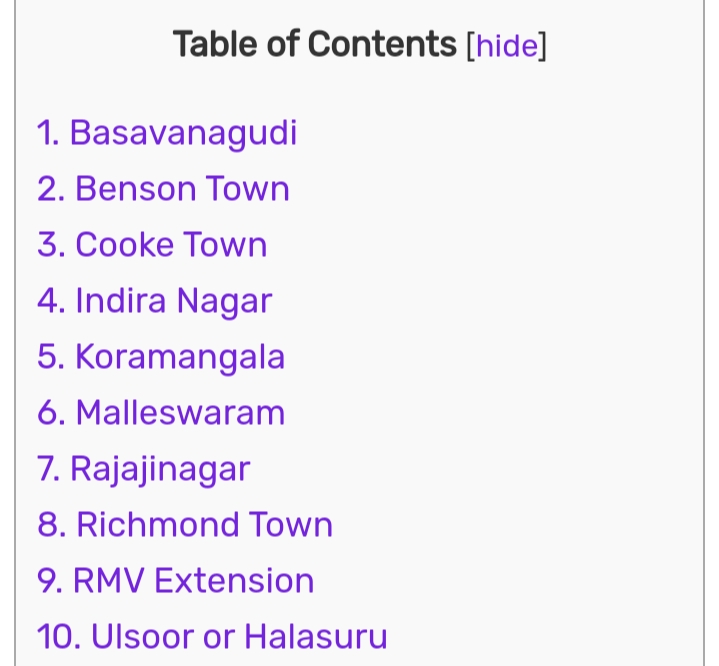 Table of Contents [hide]
1. Basavanagudi
2. Benson Town
3. Cooke Town
4. Indira Nagar
5. Koramangala
6. Malleswaram
7. Rajajinagar
8. Richmond Town
9. RMV Extension
10. Ulsoor or Halasuru